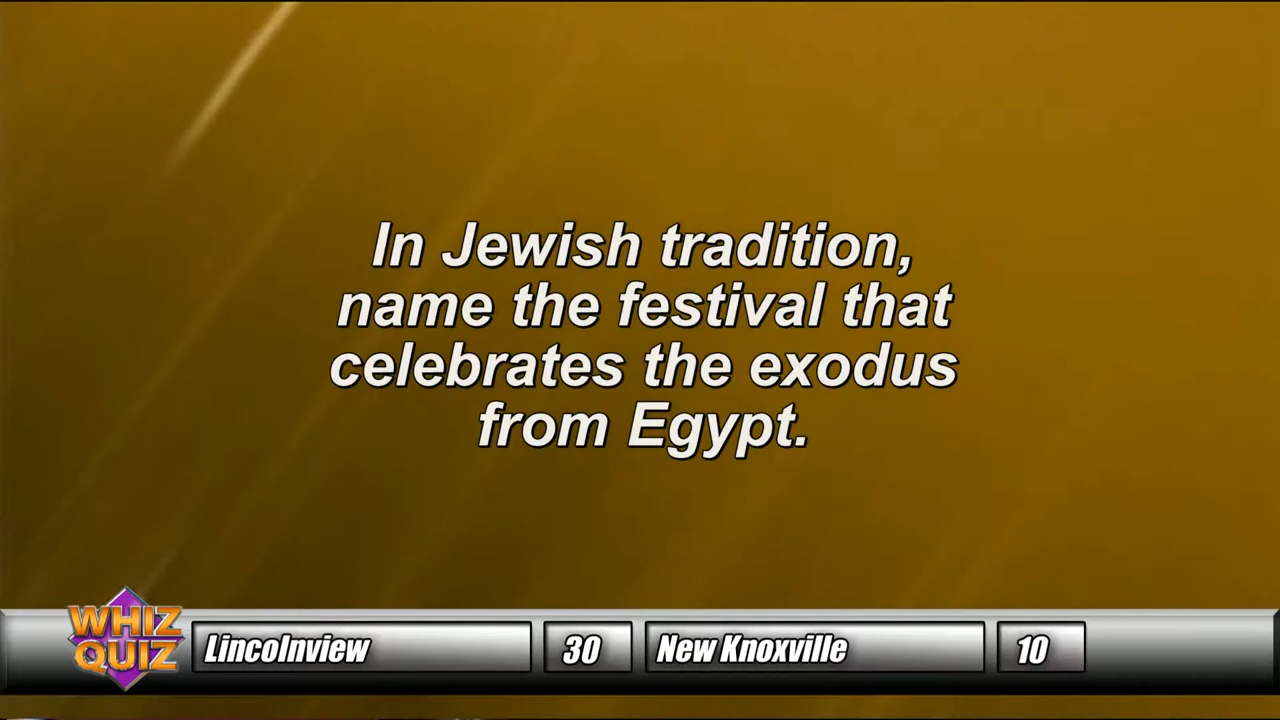 In Jewish tradition,
name the festival that
celebrates the exodus
from Egypt.
WHIZ
QUIZ
Lincolnview 30 New Knoxville 10